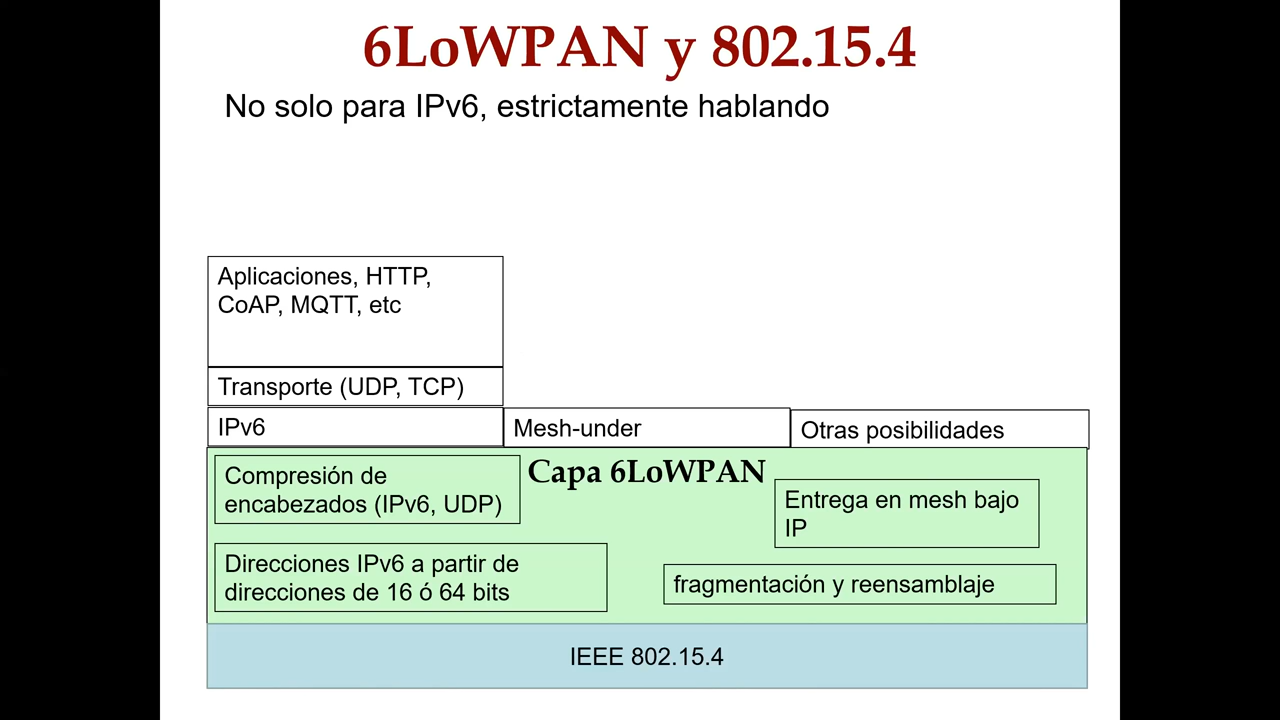 6LoWPAN y 802.15.4
No solo para IPv6, estrictamente hablando
Aplicaciones, HTTP,
CoAP, MQTT, etc
Transporte (UDP, TCP)
IPv6
Mesh-under
Otras posibilidades
Capa 6LoWPAN
Compresión de
encabezados (IPv6, UDP)
Entrega en mesh bajo
IP
Direcciones IPv6 a partir de
direcciones de 16 ó 64 bits
fragmentación y reensamblaje
IEEE 802.15.4